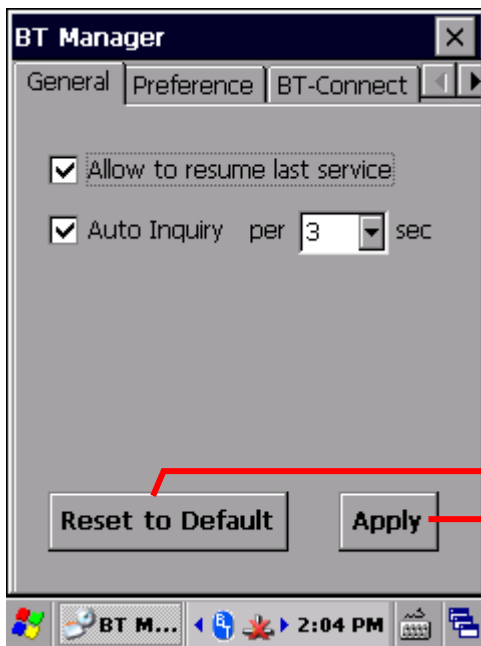 BT Manager
General Preference BT-Connect
Allow to resume last service
Auto Inquiry per 3 sec
Reset to Default Apply
BT M... 2:04 PM